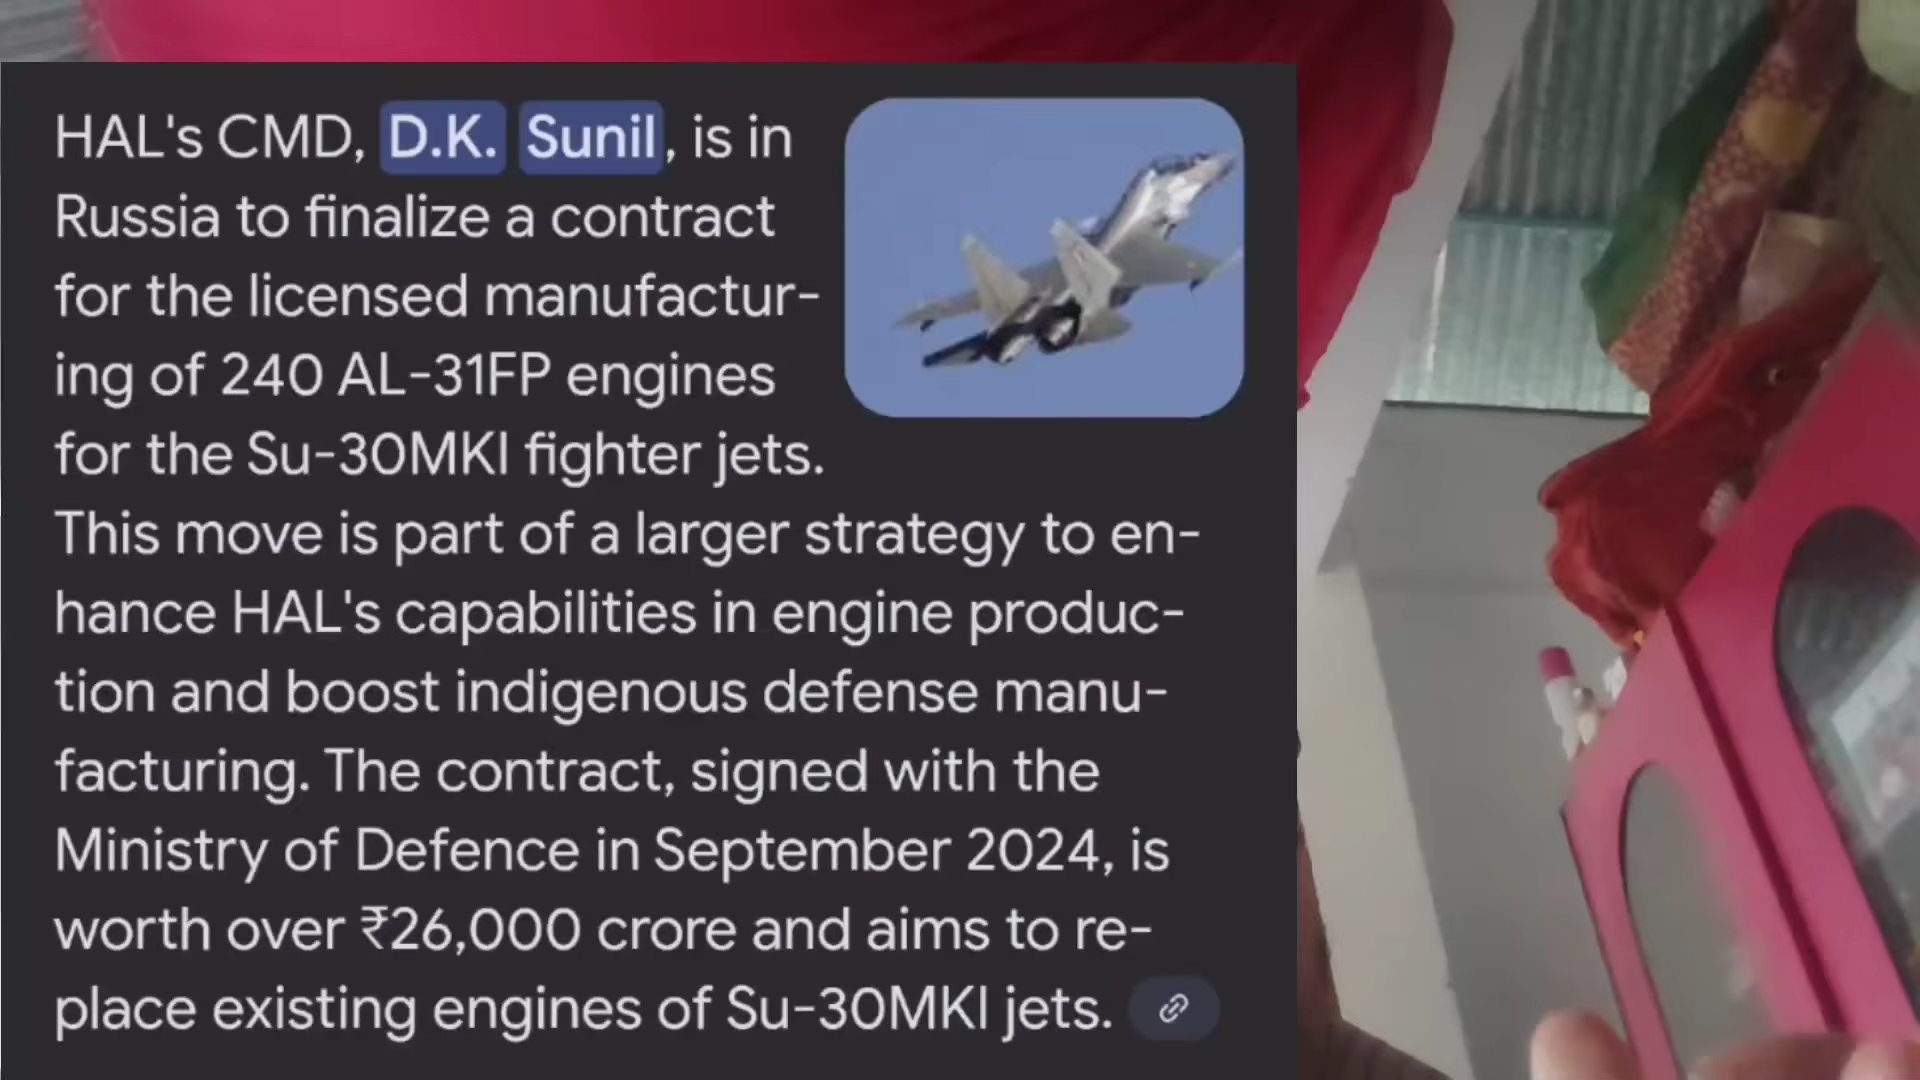 HAL's CMD, D.K. Sunil, is in
Russia to finalize a contract
for the licensed manufactur-
ing of 240 AL-31FP engines
for the Su-30MKI fighter jets.
This move is part of a larger strategy to en-
hance HAL's capabilities in engine produc-
tion and boost indigenous defense manu-
facturing. The contract, signed with the
Ministry of Defence in September 2024, is
worth over ₹26,000 crore and aims to re-
place existing engines of Su-30MKI jets.